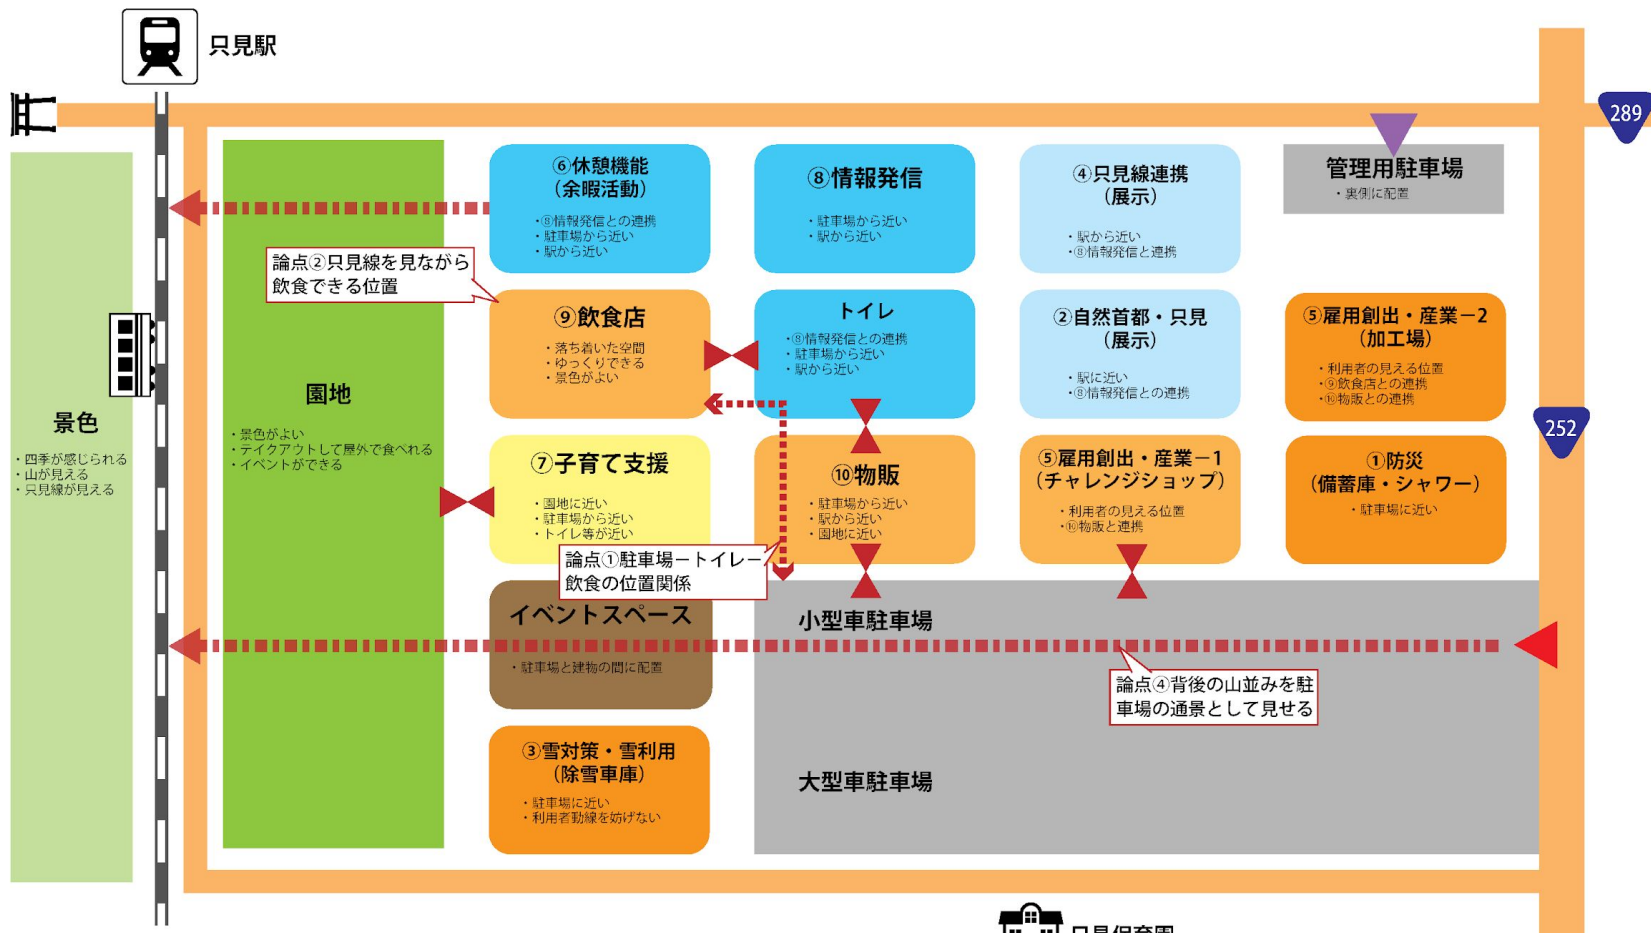 只見駅
289
⑥休憩機能
（余暇活動）
・⑧情報発信との連携
・駐車場から近い
・駅から近い
⑧情報発信
・駐車場から近い
・駅から近い
④只見線連携
（展示）
・駅から近い
・⑧情報発信と連携
管理用駐車場
・裏側に配置
論点②只見線を見ながら
飲食できる位置
⑨飲食店
・落ち着いた空間
・ゆっくりできる
・景色がよい
トイレ
・⑧情報発信との連携
・駐車場から近い
・駅から近い
②自然首都・只見
（展示）
・駅に近い
・⑧情報発信との連携
⑤雇用創出・産業－2
（加工場）
・利用者の見える位置
・⑨飲食店との連携
・⑩物販との連携
景色
・四季が感じられる
・山が見える
・只見線が見える
園地
・景色がよい
・テイクアウトして屋外で食べれる
・イベントができる
252
⑦子育て支援
・園地に近い
・駐車場から近い
・トイレ等が近い
⑩物販
・駐車場から近い
・駅から近い
・園地に近い
⑤雇用創出・産業－1
（チャレンジショップ）
・利用者の見える位置
・⑩物販と連携
①防災
（備蓄庫・シャワー）
・駐車場に近い
論点①駐車場－トイレ－
飲食の位置関係
イベントスペース
・駐車場と建物の間に配置
小型車駐車場
論点④背後の山並みを駐
車場の通景として見せる
③雪対策・雪利用
（除雪車庫）
・駐車場に近い
・利用者動線を妨げない
大型車駐車場
只見保育園